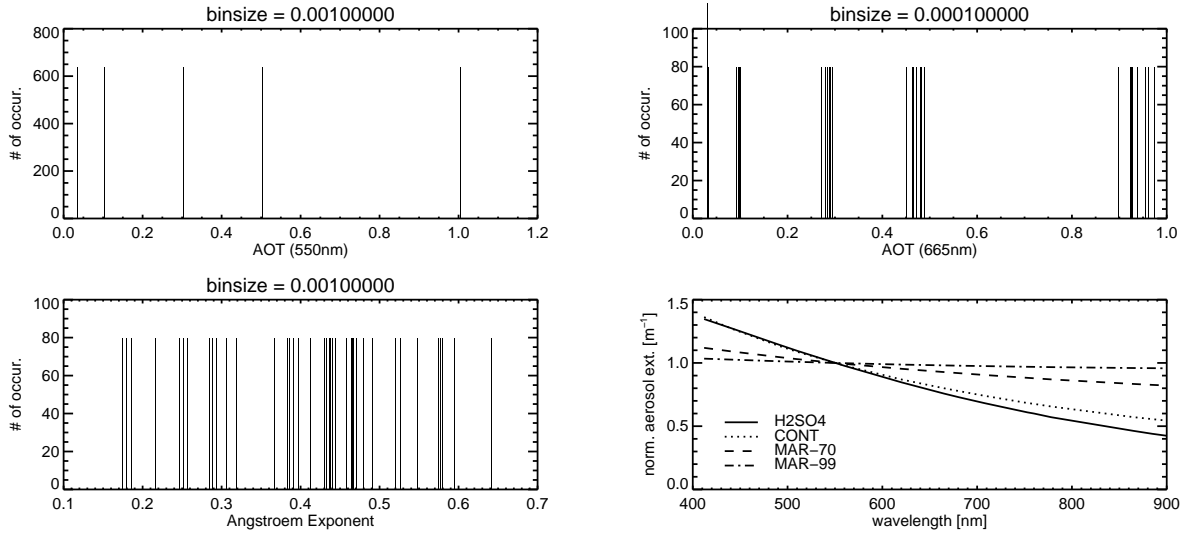 binsize = 0.00100000
# of occur.
800
600
400
200
0
0.0 0.2 0.4 0.6 0.8 1.0 1.2
AOT (550nm)
binsize = 0.000100000
# of occur.
100
80
60
40
20
0
0.0 0.2 0.4 0.6 0.8 1.0
AOT (665nm)
binsize = 0.00100000
# of occur.
100
80
60
40
20
0
0.1 0.2 0.3 0.4 0.5 0.6 0.7
Angstroem Exponent
norm. aerosol ext. [m⁻¹]
1.5
1.0
0.5
0.0
H2SO4
CONT
MAR−70
MAR−99
400 500 600 700 800 900
wavelength [nm]